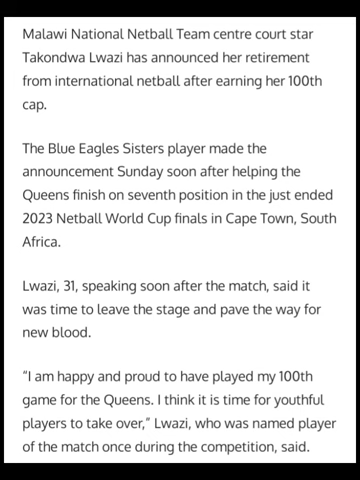 Malawi National Netball Team centre court star
Takondwa Lwazi has announced her retirement
from international netball after earning her 100th
cap.
The Blue Eagles Sisters player made the
announcement Sunday soon after helping the
Queens finish on seventh position in the just ended
2023 Netball World Cup finals in Cape Town, South
Africa.
Lwazi, 31, speaking soon after the match, said it
was time to leave the stage and pave the way for
new blood.
“I am happy and proud to have played my 100th
game for the Queens. I think it is time for youthful
players to take over,” Lwazi, who was named player
of the match once during the competition, said.